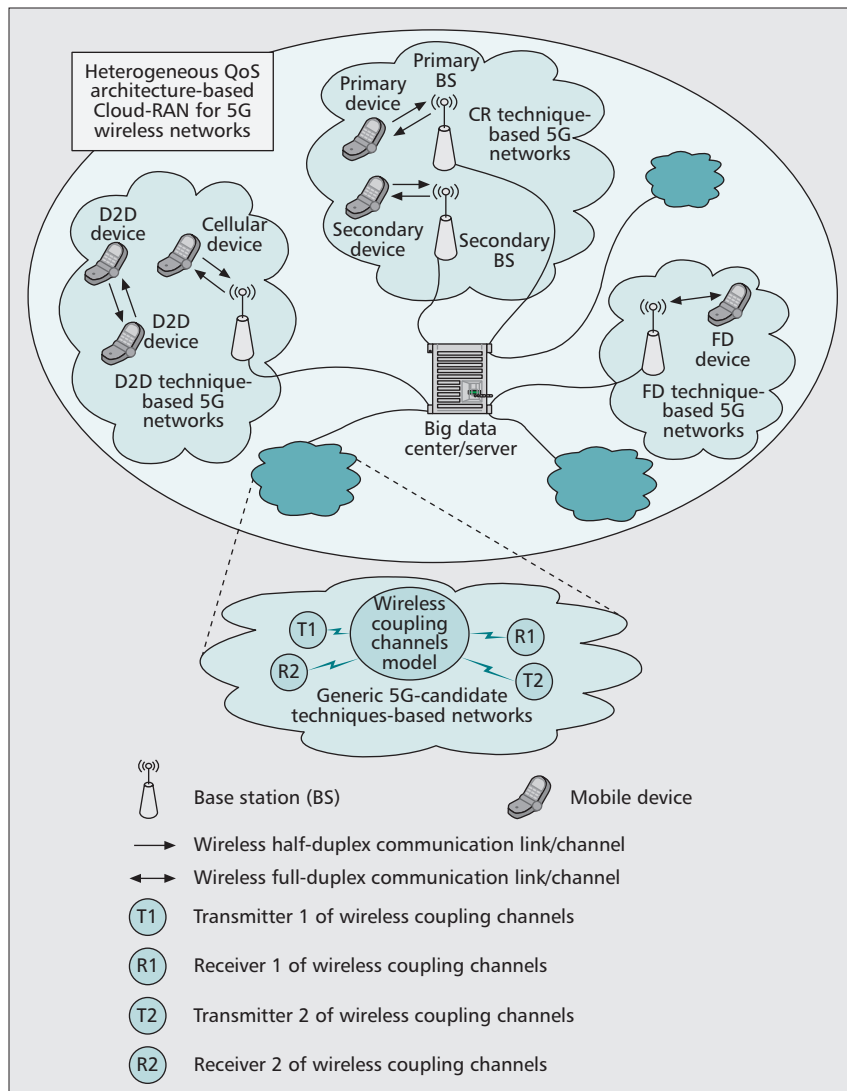 Heterogeneous QoS
architecture-based
Cloud-RAN for 5G
wireless networks
Primary
device
Primary
BS
CR technique-
based 5G
networks
Secondary
device
Secondary
BS
D2D
device
Cellular
device
D2D
device
D2D technique-
based 5G
networks
FD
device
FD technique-
based 5G
networks
Big data
center/server
Wireless
coupling
channels
model
T1
R1
R2
T2
Generic 5G-candidate
techniques-based networks
Base station (BS)
Mobile device
Wireless half-duplex communication link/channel
Wireless full-duplex communication link/channel
T1 Transmitter 1 of wireless coupling channels
R1 Receiver 1 of wireless coupling channels
T2 Transmitter 2 of wireless coupling channels
R2 Receiver 2 of wireless coupling channels